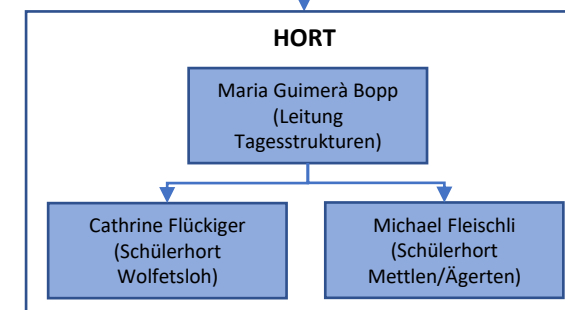 HORT
Maria Guimerà Bopp
(Leitung
Tagesstrukturen)
Cathrine Flückiger
(Schülerhort
Wolfetsloh)
Michael Fleischli
(Schülerhort
Mettlen/Ägerten)